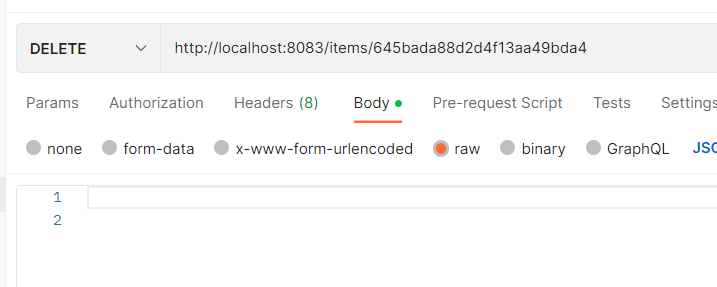 DELETE http://localhost:8083/items/645bada88d2d4f13aa49bda4
Params Authorization Headers (8) Body Pre-request Script Tests Settings
none form-data x-www-form-urlencoded raw binary GraphQL JSO
1
2